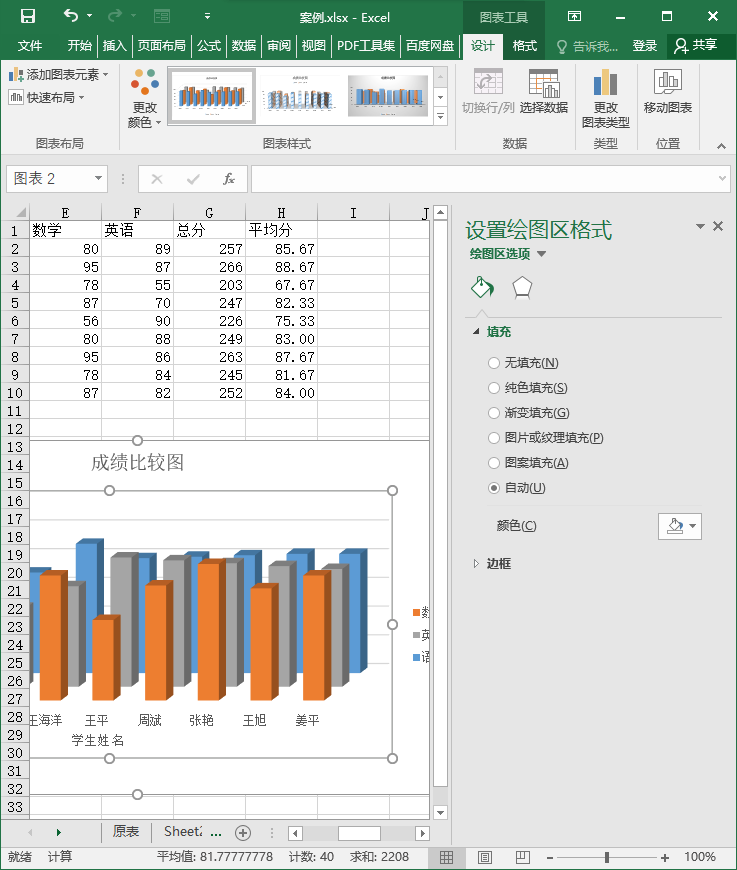 案例.xlsx - Excel
图表工具
文件 开始 插入 页面布局 公式 数据 审阅 视图 PDF工具集 百度网盘 设计 格式 告诉我... 登录 共享
添加图表元素
快速布局
更改
颜色
切换行/列 选择数据
更改
图表类型
移动图表
图表布局 图表样式 数据 类型 位置
图表 2 fx
E F G H I J
1 数学 英语 总分 平均分
2 80 89 257 85.67
3 95 87 266 88.67
4 78 55 203 67.67
5 87 70 247 82.33
6 56 90 226 75.33
7 80 88 249 83.00
8 95 86 263 87.67
9 78 84 245 81.67
10 87 82 252 84.00
11
12
13
14
15
16
17
18
19
20
21
22
23
24
25
26
27
28
29
30
31
32
33
成绩比较图
数
英
语
王海洋 王平 周斌 张艳 王旭 姜平
学生姓名
设置绘图区格式
绘图区选项
填充
无填充(N)
纯色填充(S)
渐变填充(G)
图片或纹理填充(P)
图案填充(A)
自动(U)
颜色(C)
边框
原表 Sheet2 ...
就绪 计算 平均值: 81.77777778 计数: 40 求和: 2208 100%